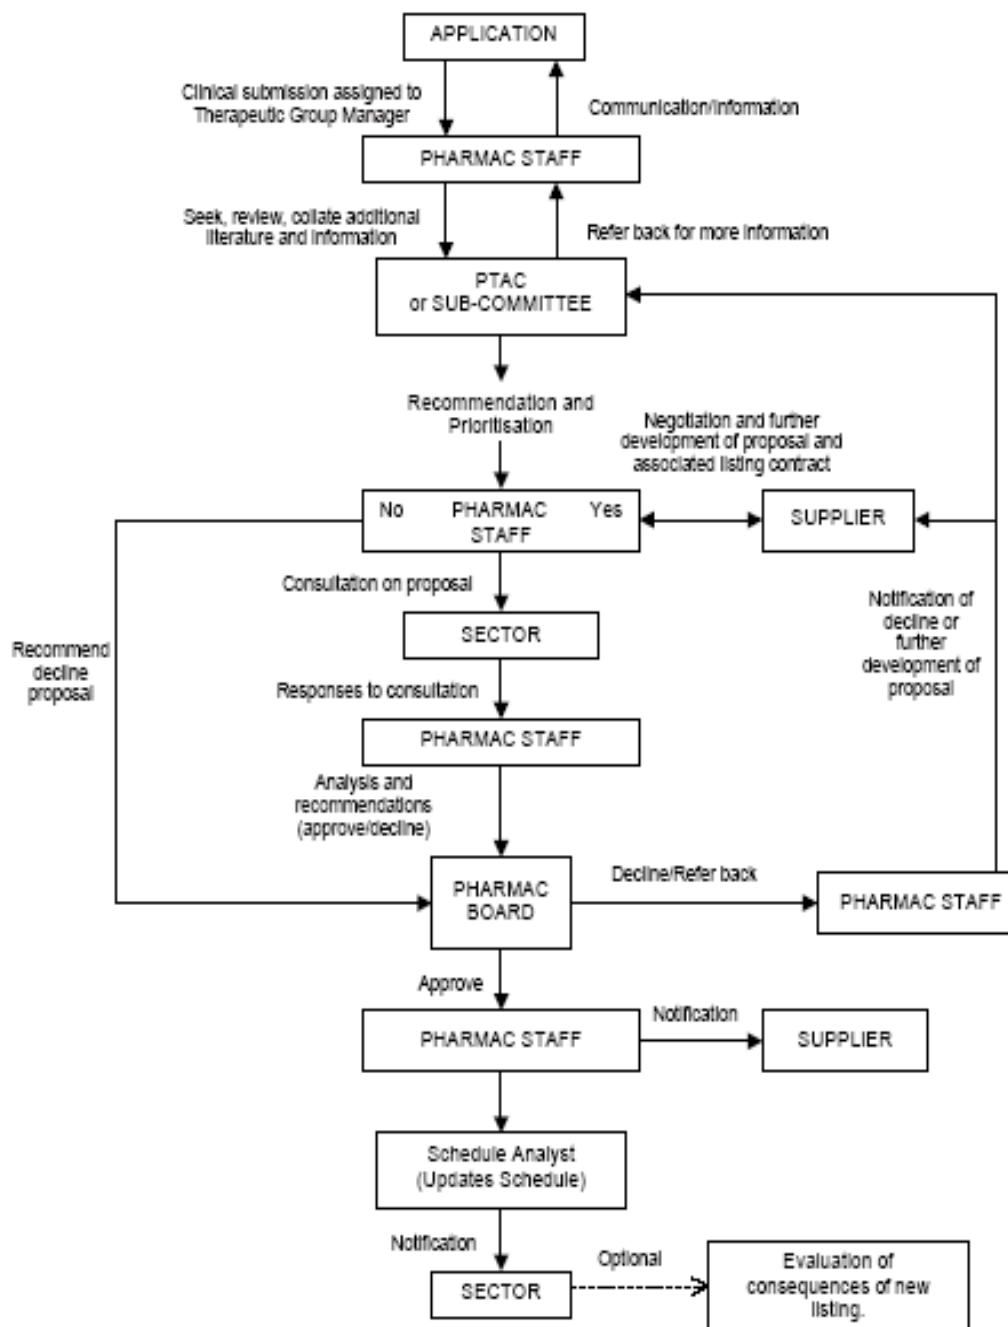 APPLICATION
Clinical submission assigned to
Therapeutic Group Manager
Communication/Information
PHARMAC STAFF
Seek, review, collate additional
literature and information
Refer back for more information
PTAC
or SUB-COMMITTEE
Recommendation and
Prioritisation
Negotiation and further
development of proposal and
associated listing contract
No PHARMAC Yes
STAFF
SUPPLIER
Consultation on proposal
Notification of
decline or
further
development of
proposal
SECTOR
Recommend
decline
proposal
Responses to consultation
PHARMAC STAFF
Analysis and
recommendations
(approve/decline)
PHARMAC
BOARD
Decline/Refer back
PHARMAC STAFF
Approve
PHARMAC STAFF
Notification
SUPPLIER
Schedule Analyst
(Updates Schedule)
Notification
SECTOR
Optional
Evaluation of
consequences of new
listing.